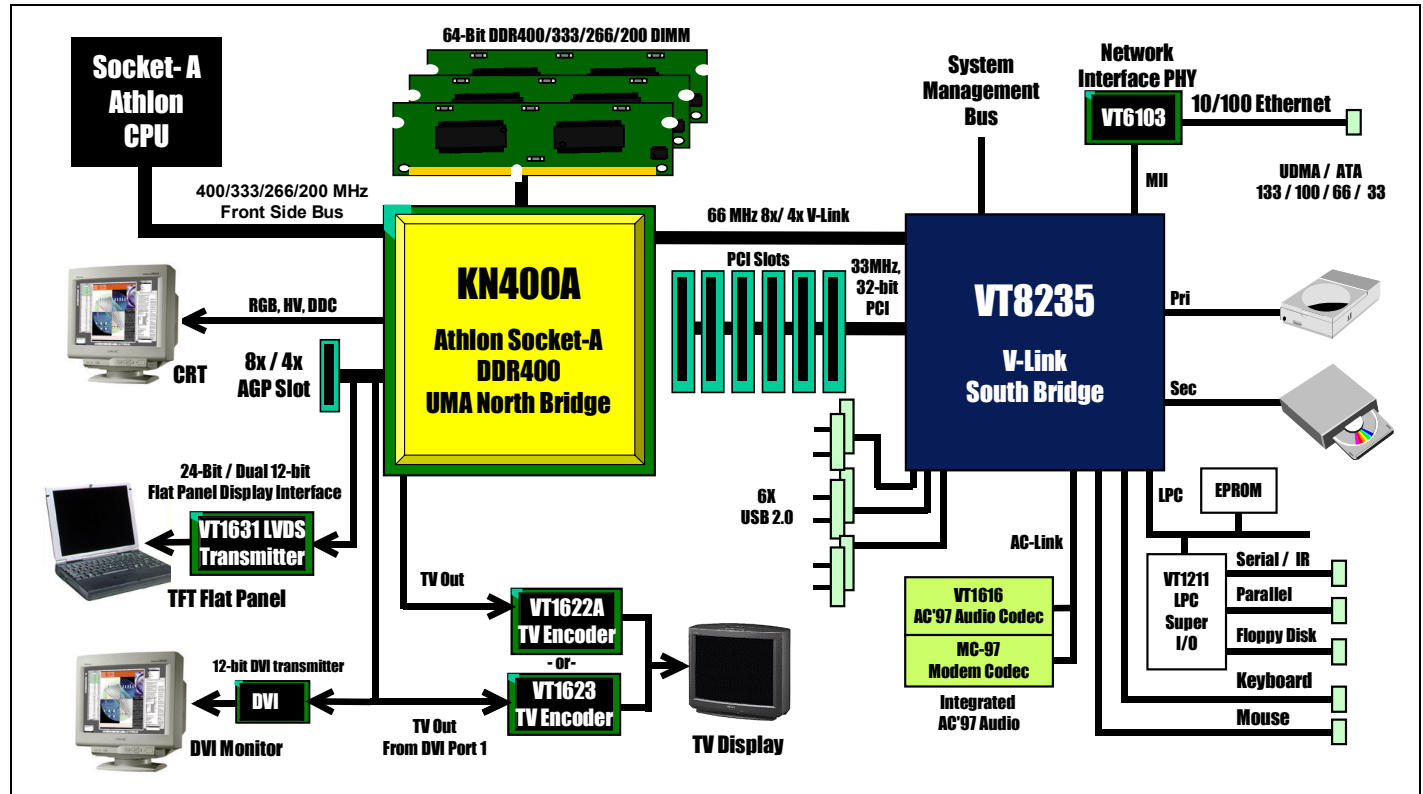 64-Bit DDR400/333/266/200 DIMM
Socket- A
Athlon
CPU
System
Management
Bus
Network
Interface PHY
VT6103
10/100 Ethernet
MII
UDMA / ATA
133 / 100 / 66 / 33
400/333/266/200 MHz
Front Side Bus
66 MHz 8x/ 4x V-Link
PCI Slots
33MHz,
32-bit
PCI
KN400A
Athlon Socket-A
DDR400
UMA North Bridge
VT8235
V-Link
South Bridge
Pri
Sec
RGB, HV, DDC
CRT
8x / 4x
AGP Slot
24-Bit / Dual 12-bit
Flat Panel Display Interface
VT1631 LVDS
Transmitter
TFT Flat Panel
6X
USB 2.0
LPC
EPROM
AC-Link
VT1616
AC'97 Audio Codec
MC-97
Modem Codec
Integrated
AC'97 Audio
VT1211
LPC
Super
I/O
Serial / IR
Parallel
Floppy Disk
Keyboard
Mouse
TV Out
VT1622A
TV Encoder
- or-
VT1623
TV Encoder
12-bit DVI transmitter
DVI
DVI Monitor
TV Out
From DVI Port 1
TV Display